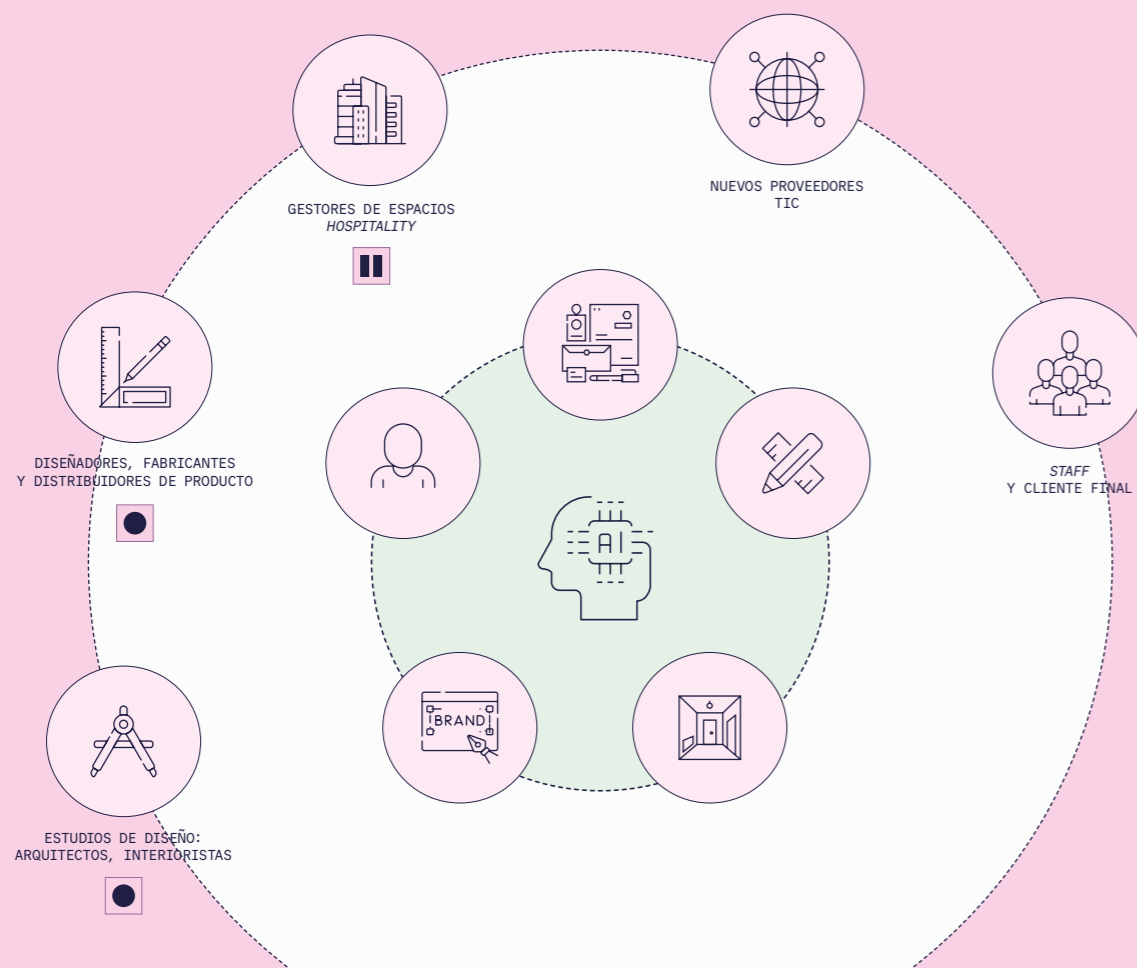 NUEVOS PROVEEDORES
TIC
GESTORES DE ESPACIOS
HOSPITALITY
DISEÑADORES, FABRICANTES
Y DISTRIBUIDORES DE PRODUCTO
STAFF
Y CLIENTE FINAL
AI
BRAND
ESTUDIOS DE DISEÑO:
ARQUITECTOS, INTERIORISTAS